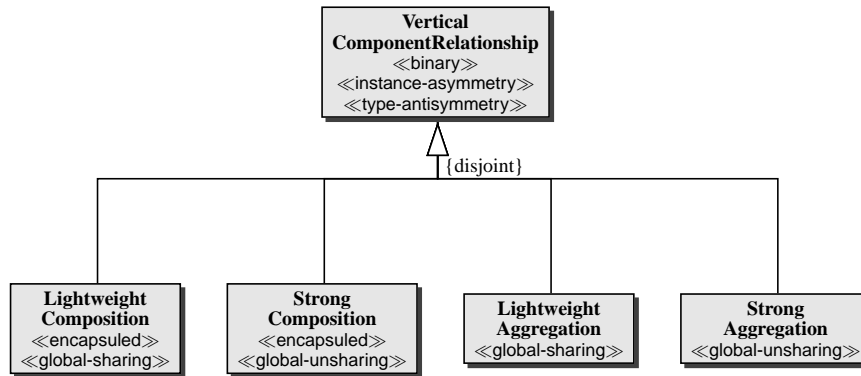 Vertical
ComponentRelationship
≪binary≫
≪instance-asymmetry≫
≪type-antisymmetry≫
{disjoint}
Lightweight
Composition
≪encapsuled≫
≪global-sharing≫
Strong
Composition
≪encapsuled≫
≪global-unsharing≫
Lightweight
Aggregation
≪global-sharing≫
Strong
Aggregation
≪global-unsharing≫